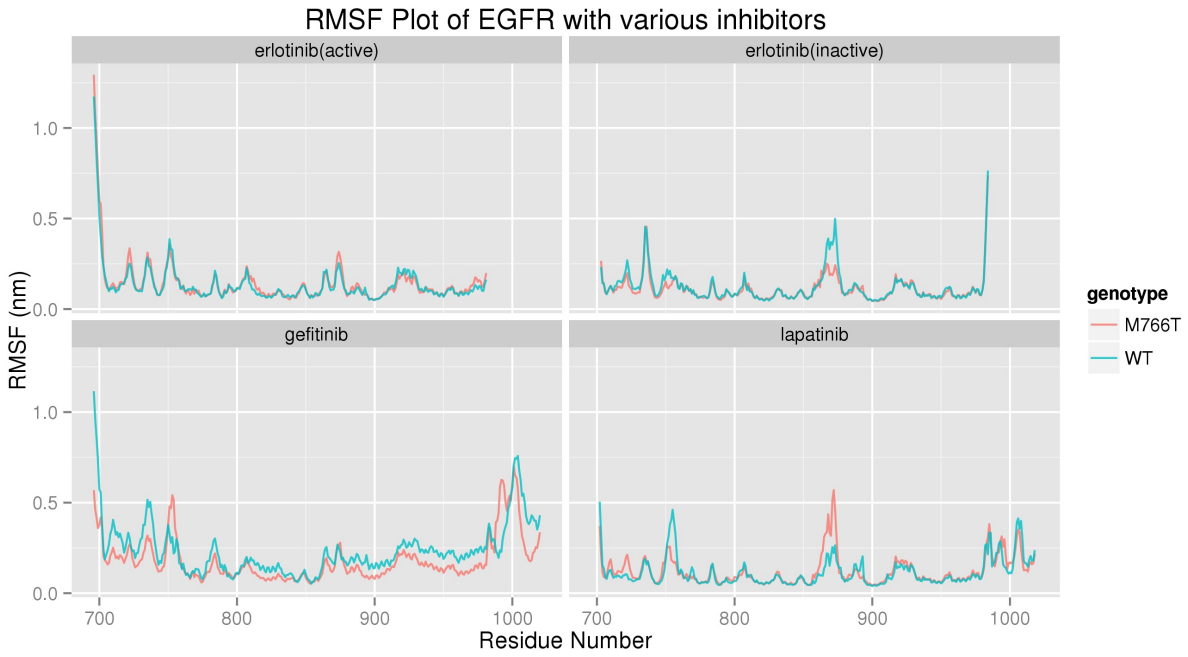 RMSF Plot of EGFR with various inhibitors
erlotinib(active)
erlotinib(inactive)
1.0
0.5
0.0
gefitinib
lapatinib
1.0
0.5
0.0
700 800 900 1000
700 800 900 1000
RMSF (nm)
Residue Number
genotype
M766T
WT